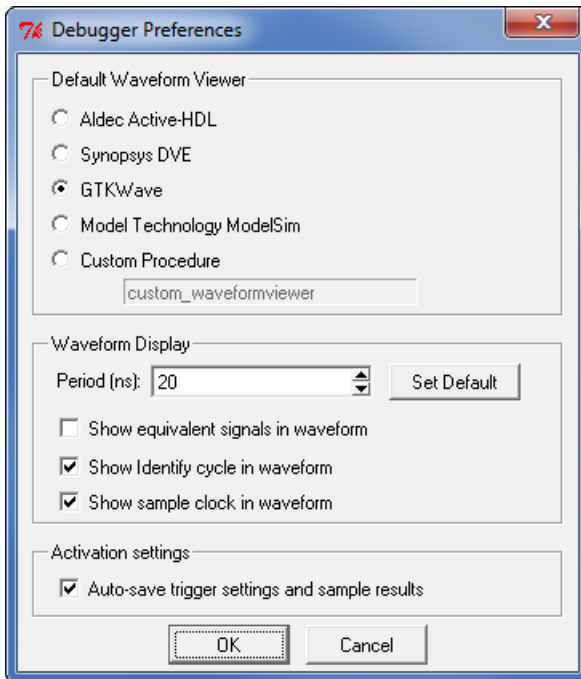 Debugger Preferences
Default Waveform Viewer
Aldec Active-HDL
Synopsys DVE
GTKWave
Model Technology ModelSim
Custom Procedure
custom_waveformviewer
Waveform Display
Period (ns): 20 Set Default
Show equivalent signals in waveform
Show Identify cycle in waveform
Show sample clock in waveform
Activation settings
Auto-save trigger settings and sample results
OK Cancel